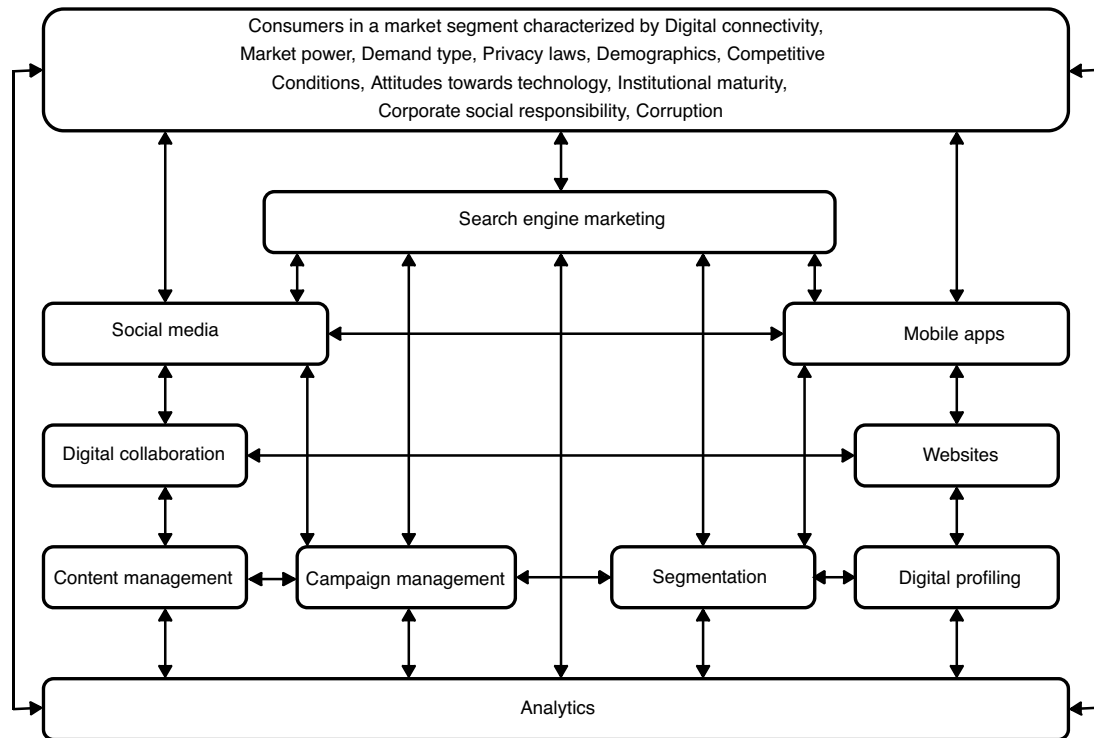 Consumers in a market segment characterized by Digital connectivity,
Market power, Demand type, Privacy laws, Demographics, Competitive
Conditions, Attitudes towards technology, Institutional maturity,
Corporate social responsibility, Corruption
Search engine marketing
Social media
Mobile apps
Digital collaboration
Websites
Content management
Campaign management
Segmentation
Digital profiling
Analytics